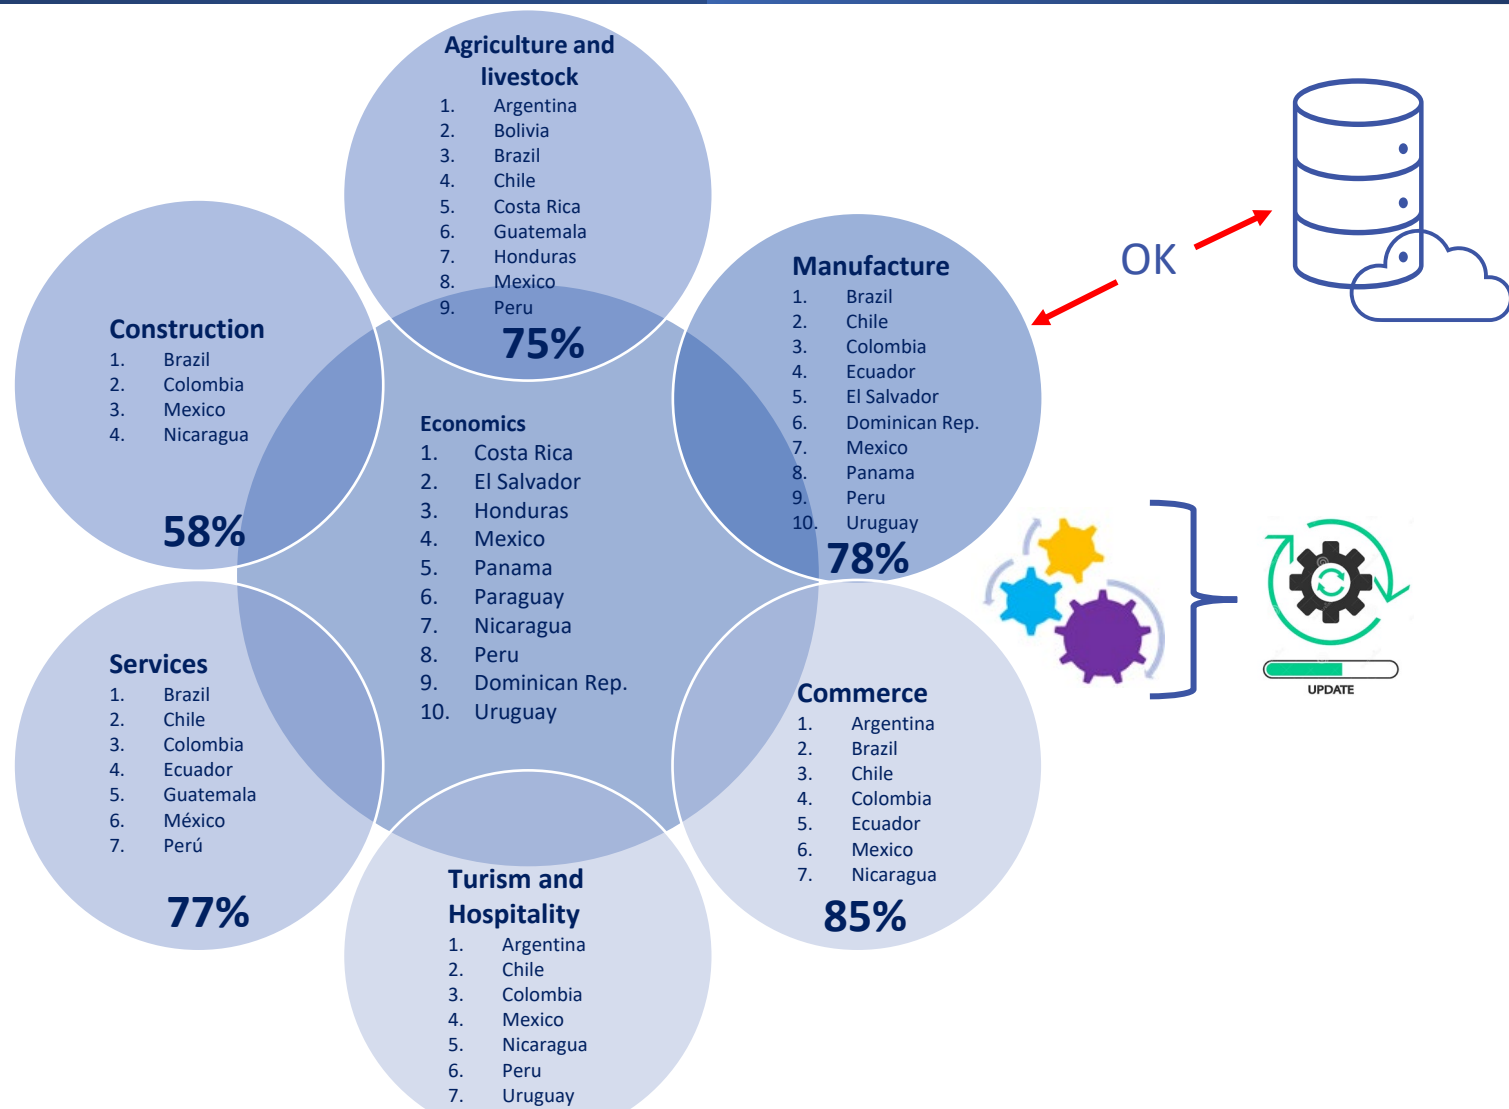 Agriculture and
livestock
1. Argentina
2. Bolivia
3. Brazil
4. Chile
5. Costa Rica
6. Guatemala
7. Honduras
8. Mexico
9. Peru
75%
Manufacture
1. Brazil
2. Chile
3. Colombia
4. Ecuador
5. El Salvador
6. Dominican Rep.
7. Mexico
8. Panama
9. Peru
10. Uruguay
78%
OK
Construction
1. Brazil
2. Colombia
3. Mexico
4. Nicaragua
58%
Economics
1. Costa Rica
2. El Salvador
3. Honduras
4. Mexico
5. Panama
6. Paraguay
7. Nicaragua
8. Peru
9. Dominican Rep.
10. Uruguay
UPDATE
Services
1. Brazil
2. Chile
3. Colombia
4. Ecuador
5. Guatemala
6. México
7. Perú
77%
Commerce
1. Argentina
2. Brazil
3. Chile
4. Colombia
5. Ecuador
6. Mexico
7. Nicaragua
85%
Turism and
Hospitality
1. Argentina
2. Chile
3. Colombia
4. Mexico
5. Nicaragua
6. Peru
7. Uruguay